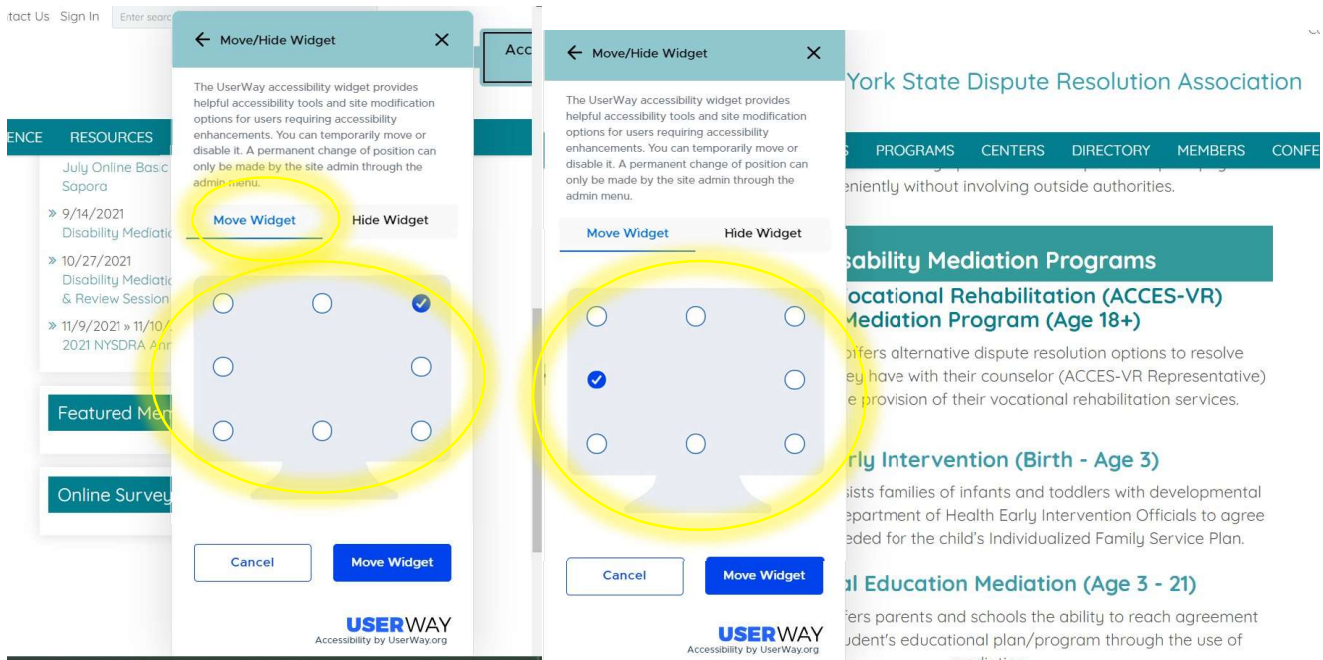 tact Us Sign In Enter searc
Move/Hide Widget
Acc
The UserWay accessibility widget provides
helpful accessibility tools and site modification
options for users requiring accessibility
enhancements. You can temporarily move or
disable it. A permanent change of position can
only be made by the site admin through the
admin menu.
Move Widget Hide Widget
Cancel Move Widget
USERWAY
Accessibility by UserWay.org
ENCE RESOURCES
July Online Basic
Sapora
» 9/14/2021
Disability Mediatic
» 10/27/2021
Disability Mediatic
& Review Session
» 11/9/2021 » 11/10/
2021 NYSDRA Ann
Featured Mem
Online Survey
Move/Hide Widget
The UserWay accessibility widget provides
helpful accessibility tools and site modification
options for users requiring accessibility
enhancements. You can temporarily move or
disable it. A permanent change of position can
only be made by the site admin through the
admin menu.
Move Widget Hide Widget
Cancel Move Widget
USERWAY
Accessibility by UserWay.org
York State Dispute Resolution Association
S PROGRAMS CENTERS DIRECTORY MEMBERS CONFE
eniently without involving outside authorities.
sability Mediation Programs
ocational Rehabilitation (ACCES-VR)
Mediation Program (Age 18+)
offers alternative dispute resolution options to resolve
ey have with their counselor (ACCES-VR Representative)
e provision of their vocational rehabilitation services.
rly Intervention (Birth - Age 3)
sists families of infants and toddlers with developmental
epartment of Health Early Intervention Officials to agree
eded for the child's Individualized Family Service Plan.
al Education Mediation (Age 3 - 21)
fers parents and schools the ability to reach agreement
udent's educational plan/program through the use of